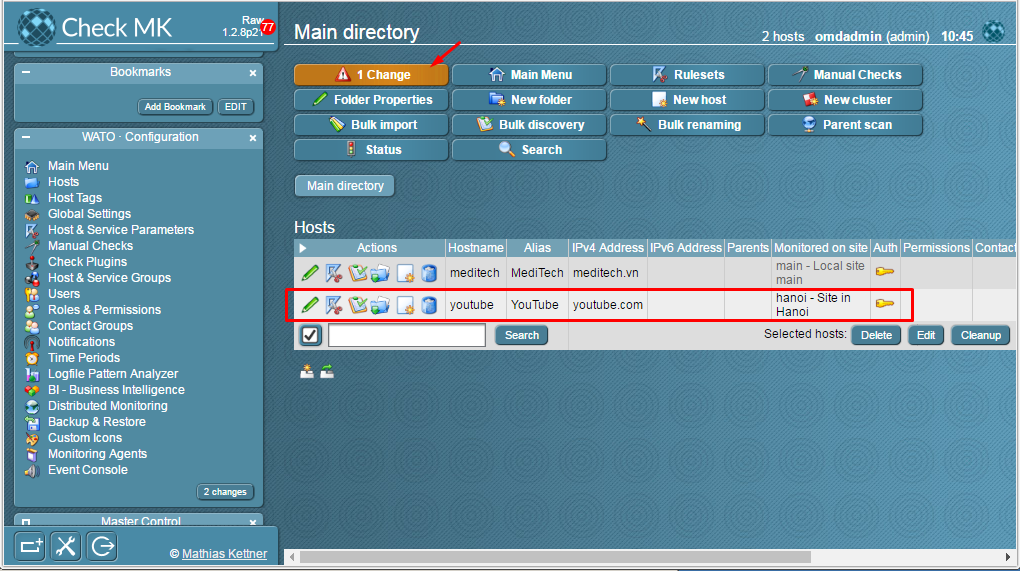 Check MK
Raw
1.2.8p21
77
Main directory
2 hosts omdadmin (admin) 10:45
Bookmarks
Add Bookmark EDIT
WATO · Configuration
Main Menu
Hosts
Host Tags
Global Settings
Host & Service Parameters
Manual Checks
Check Plugins
Host & Service Groups
Users
Roles & Permissions
Contact Groups
Notifications
Time Periods
Logfile Pattern Analyzer
BI - Business Intelligence
Distributed Monitoring
Backup & Restore
Custom Icons
Monitoring Agents
Event Console
2 changes
Master Control
© Mathias Kettner
1 Change Main Menu Rulesets Manual Checks
Folder Properties New folder New host New cluster
Bulk import Bulk discovery Bulk renaming Parent scan
Status Search
Main directory
Hosts
Actions Hostname Alias IPv4 Address IPv6 Address Parents Monitored on site Auth Permissions Contact
meditech MediTech meditech.vn main - Local site
main
youtube YouTube youtube.com hanoi - Site in
Hanoi
Search Selected hosts: Delete Edit Cleanup